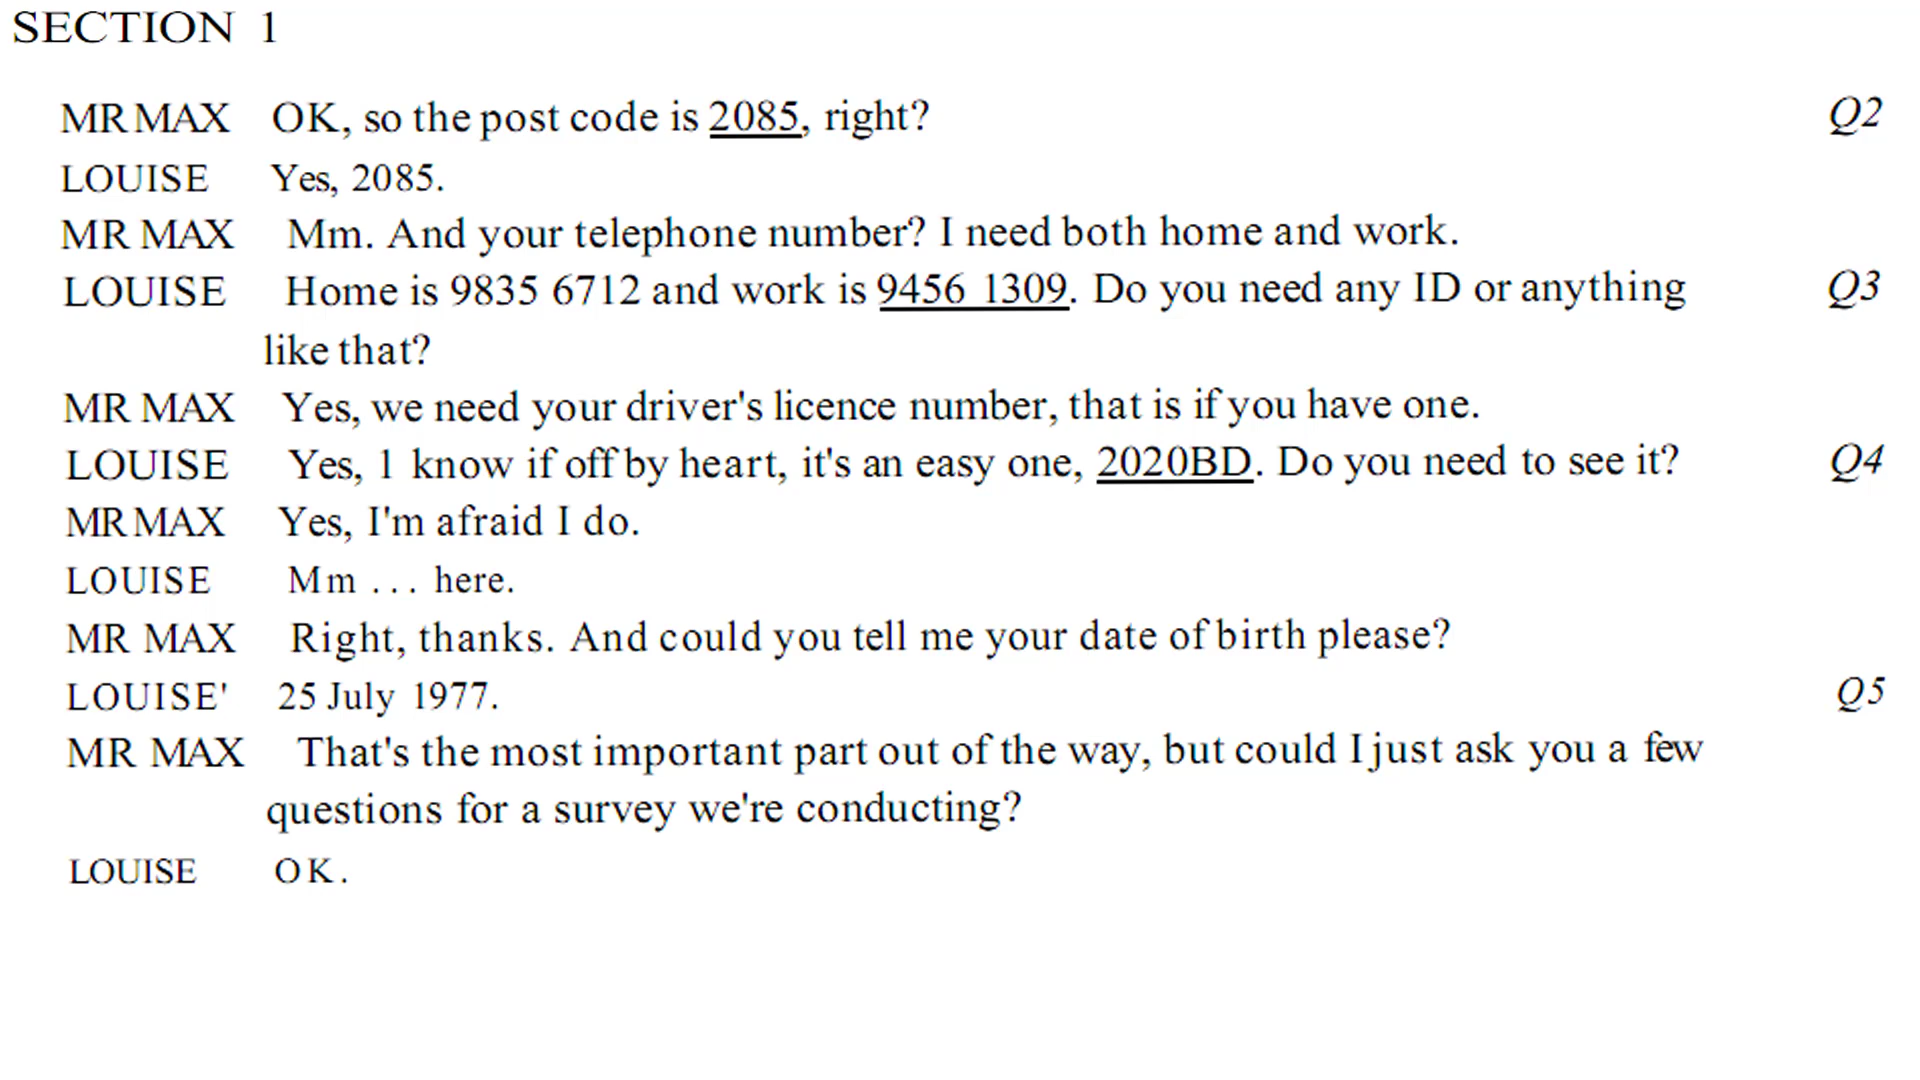 SECTION 1
MR MAX OK, so the post code is 2085, right? Q2
LOUISE Yes, 2085.
MR MAX Mm. And your telephone number? I need both home and work.
LOUISE Home is 9835 6712 and work is 9456 1309. Do you need any ID or anything Q3
like that?
MR MAX Yes, we need your driver's licence number, that is if you have one.
LOUISE Yes, 1 know if off by heart, it's an easy one, 2020BD. Do you need to see it? Q4
MR MAX Yes, I'm afraid I do.
LOUISE Mm ... here.
MR MAX Right, thanks. And could you tell me your date of birth please?
LOUISE' 25 July 1977. Q5
MR MAX That's the most important part out of the way, but could I just ask you a few
questions for a survey we're conducting?
LOUISE OK.